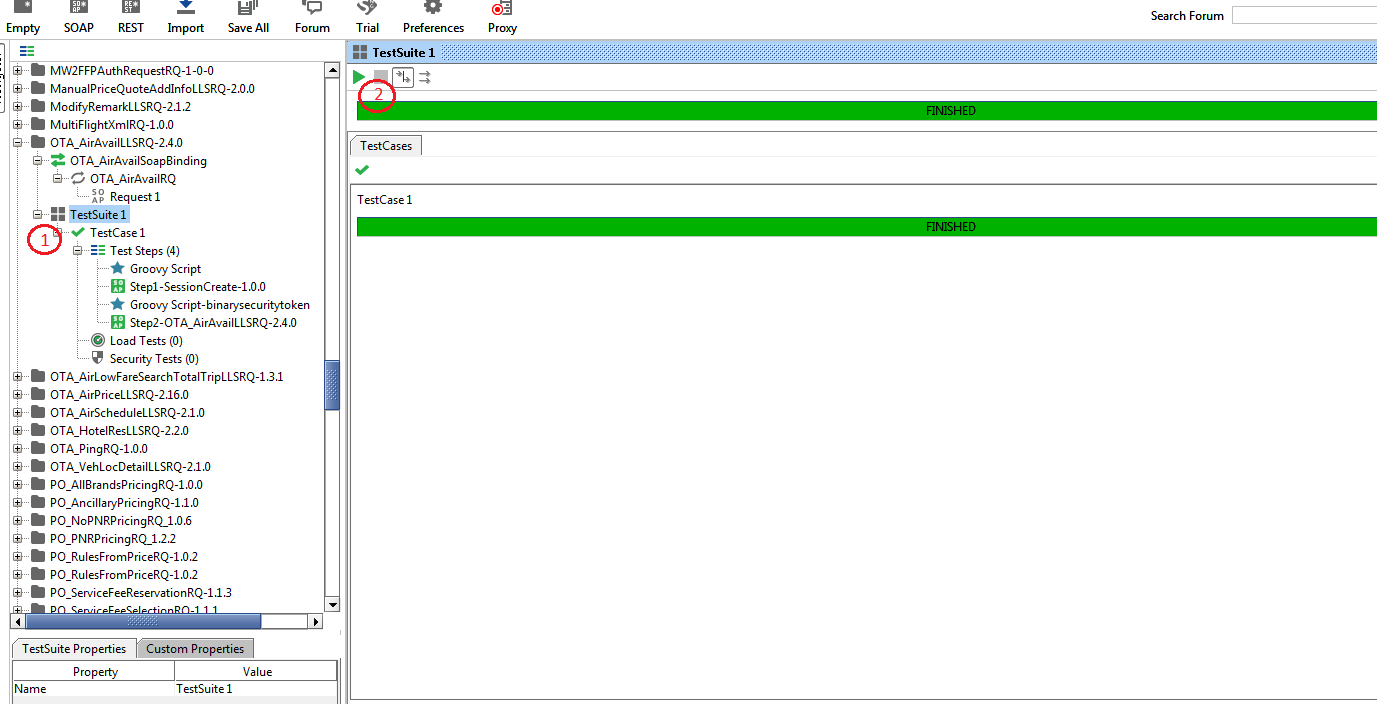 Search Forum
Empty SOAP REST Import Save All Forum Trial Preferences Proxy
TestSuite 1
MW2FFPAuthRequestRQ-1-0-0
ManualPriceQuoteAddInfoLLSRQ-2.0.0
ModifyRemarkLLSRQ-2.1.2
MultiFlightXmlRQ-1.0.0
OTA_AirAvailLLSRQ-2.4.0
OTA_AirAvailSoapBinding
OTA_AirAvailRQ
SOAP Request 1
TestSuite 1
1
TestCase 1
Test Steps (4)
Groovy Script
SOAP Step1-SessionCreate-1.0.0
Groovy Script-binarysecuritytoken
SOAP Step2-OTA_AirAvailLLSRQ-2.4.0
Load Tests (0)
Security Tests (0)
OTA_AirLowFareSearchTotalTripLLSRQ-1.3.1
OTA_AirPriceLLSRQ-2.16.0
OTA_AirScheduleLLSRQ-2.1.0
OTA_HotelResLLSRQ-2.2.0
OTA_PingRQ-1.0.0
OTA_VehLocDetailLLSRQ-2.1.0
PO_AllBrandsPricingRQ-1.0.0
PO_AncillaryPricingRQ-1.1.0
PO_NoPNRPricingRQ_1.0.6
PO_PNRPricingRQ_1.2.2
PO_RulesFromPriceRQ-1.0.2
PO_RulesFromPriceRQ-1.0.2
PO_ServiceFeeReservationRQ-1.1.3
PO_ServiceFeeSelectionRQ-1.1.1
TestSuite Properties Custom Properties
Property Value
Name TestSuite 1
2
FINISHED
TestCases
TestCase 1
FINISHED